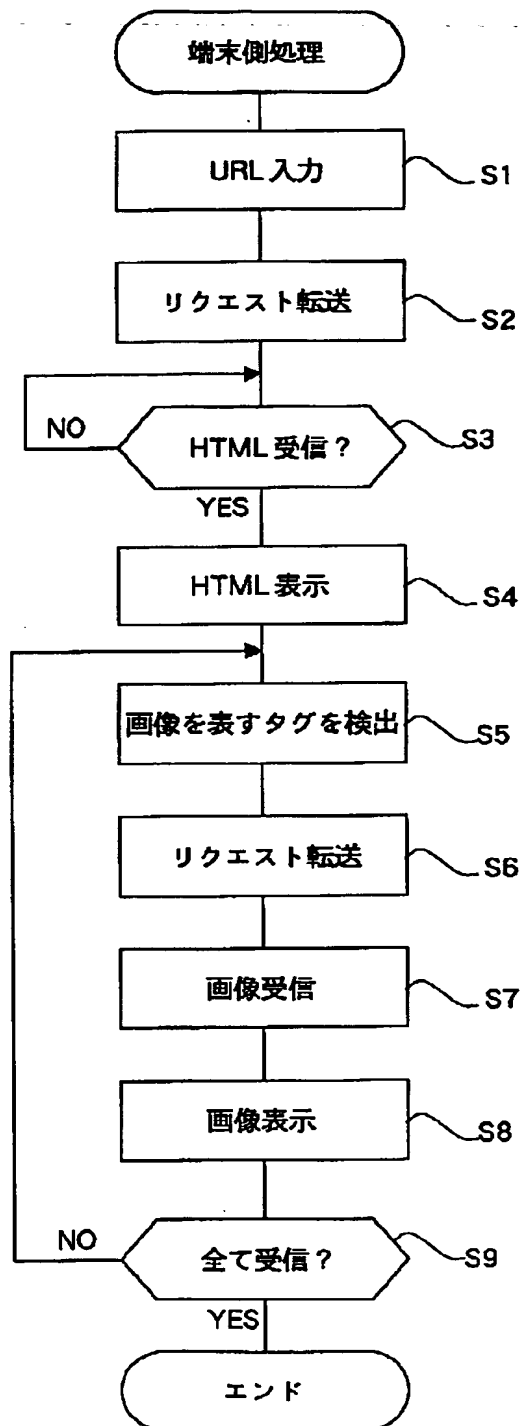 端末側処理
URL入力
S1
リクエスト転送
S2
HTML受信？
S3
NO
YES
HTML表示
S4
画像を表すタグを検出
S5
リクエスト転送
S6
画像受信
S7
画像表示
S8
全て受信？
S9
NO
YES
エンド